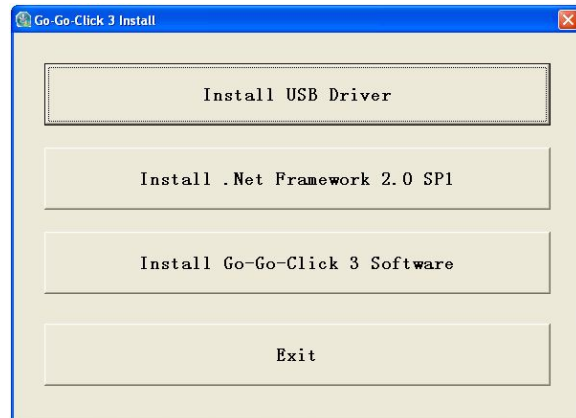 Go-Go-Click 3 Install
Install USB Driver
Install .Net Framework 2.0 SP1
Install Go-Go-Click 3 Software
Exit